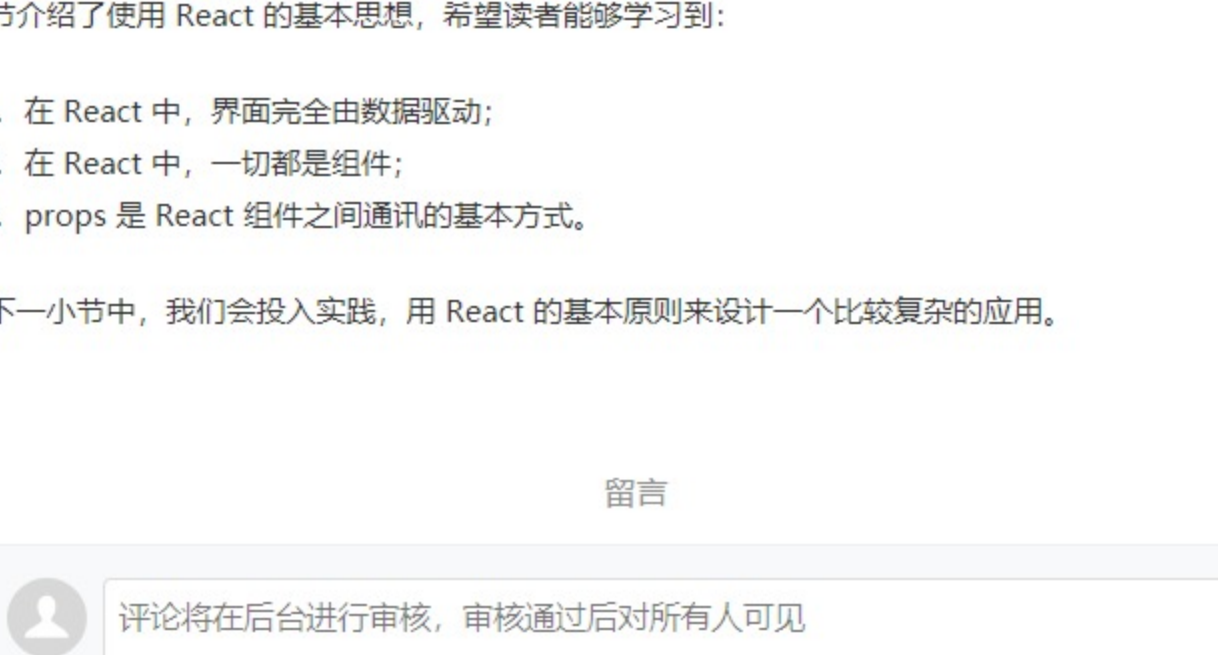 节介绍了使用 React 的基本思想，希望读者能够学习到：
. 在 React 中，界面完全由数据驱动；
. 在 React 中，一切都是组件；
. props 是 React 组件之间通讯的基本方式。
下一小节中，我们会投入实践，用 React 的基本原则来设计一个比较复杂的应用。
留言
评论将在后台进行审核，审核通过后对所有人可见